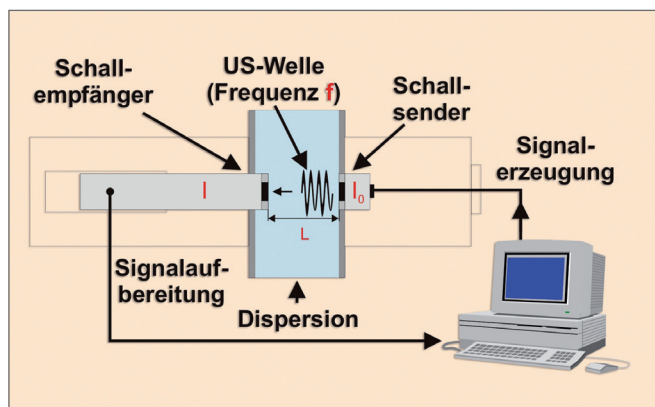 Schall-
empfänger
US-Welle
(Frequenz f)
Schall-
sender
Signal-
erzeugung
I
I₀
L
Signalauf-
bereitung
Dispersion